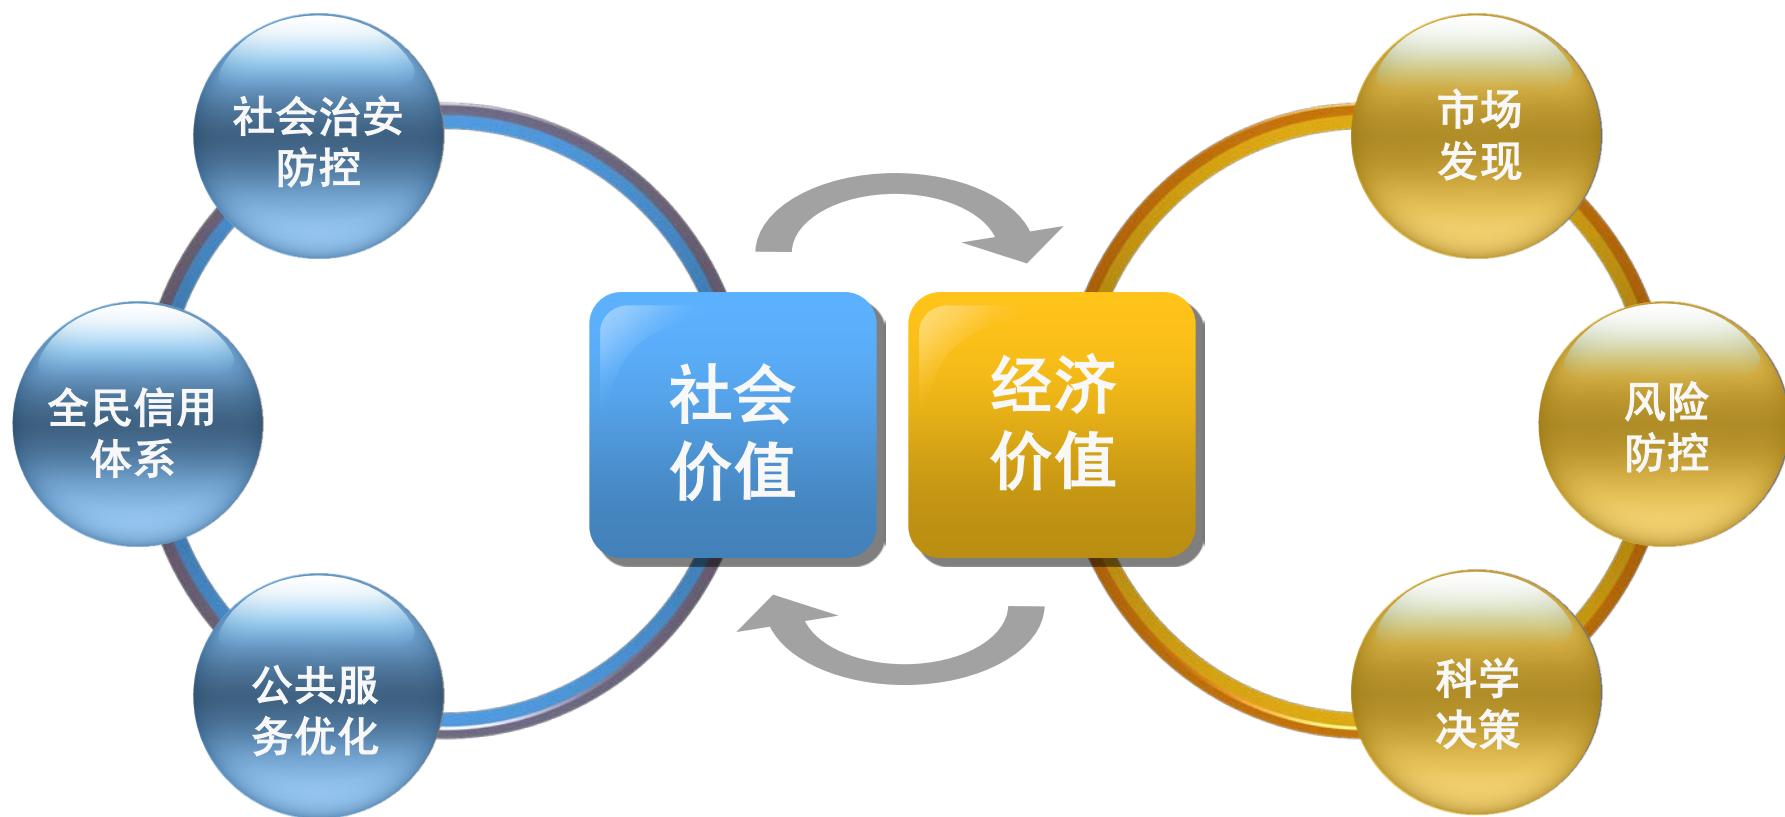 社会治安
防控
全民信用
体系
公共服
务优化
社会
价值
经济
价值
市场
发现
风险
防控
科学
决策